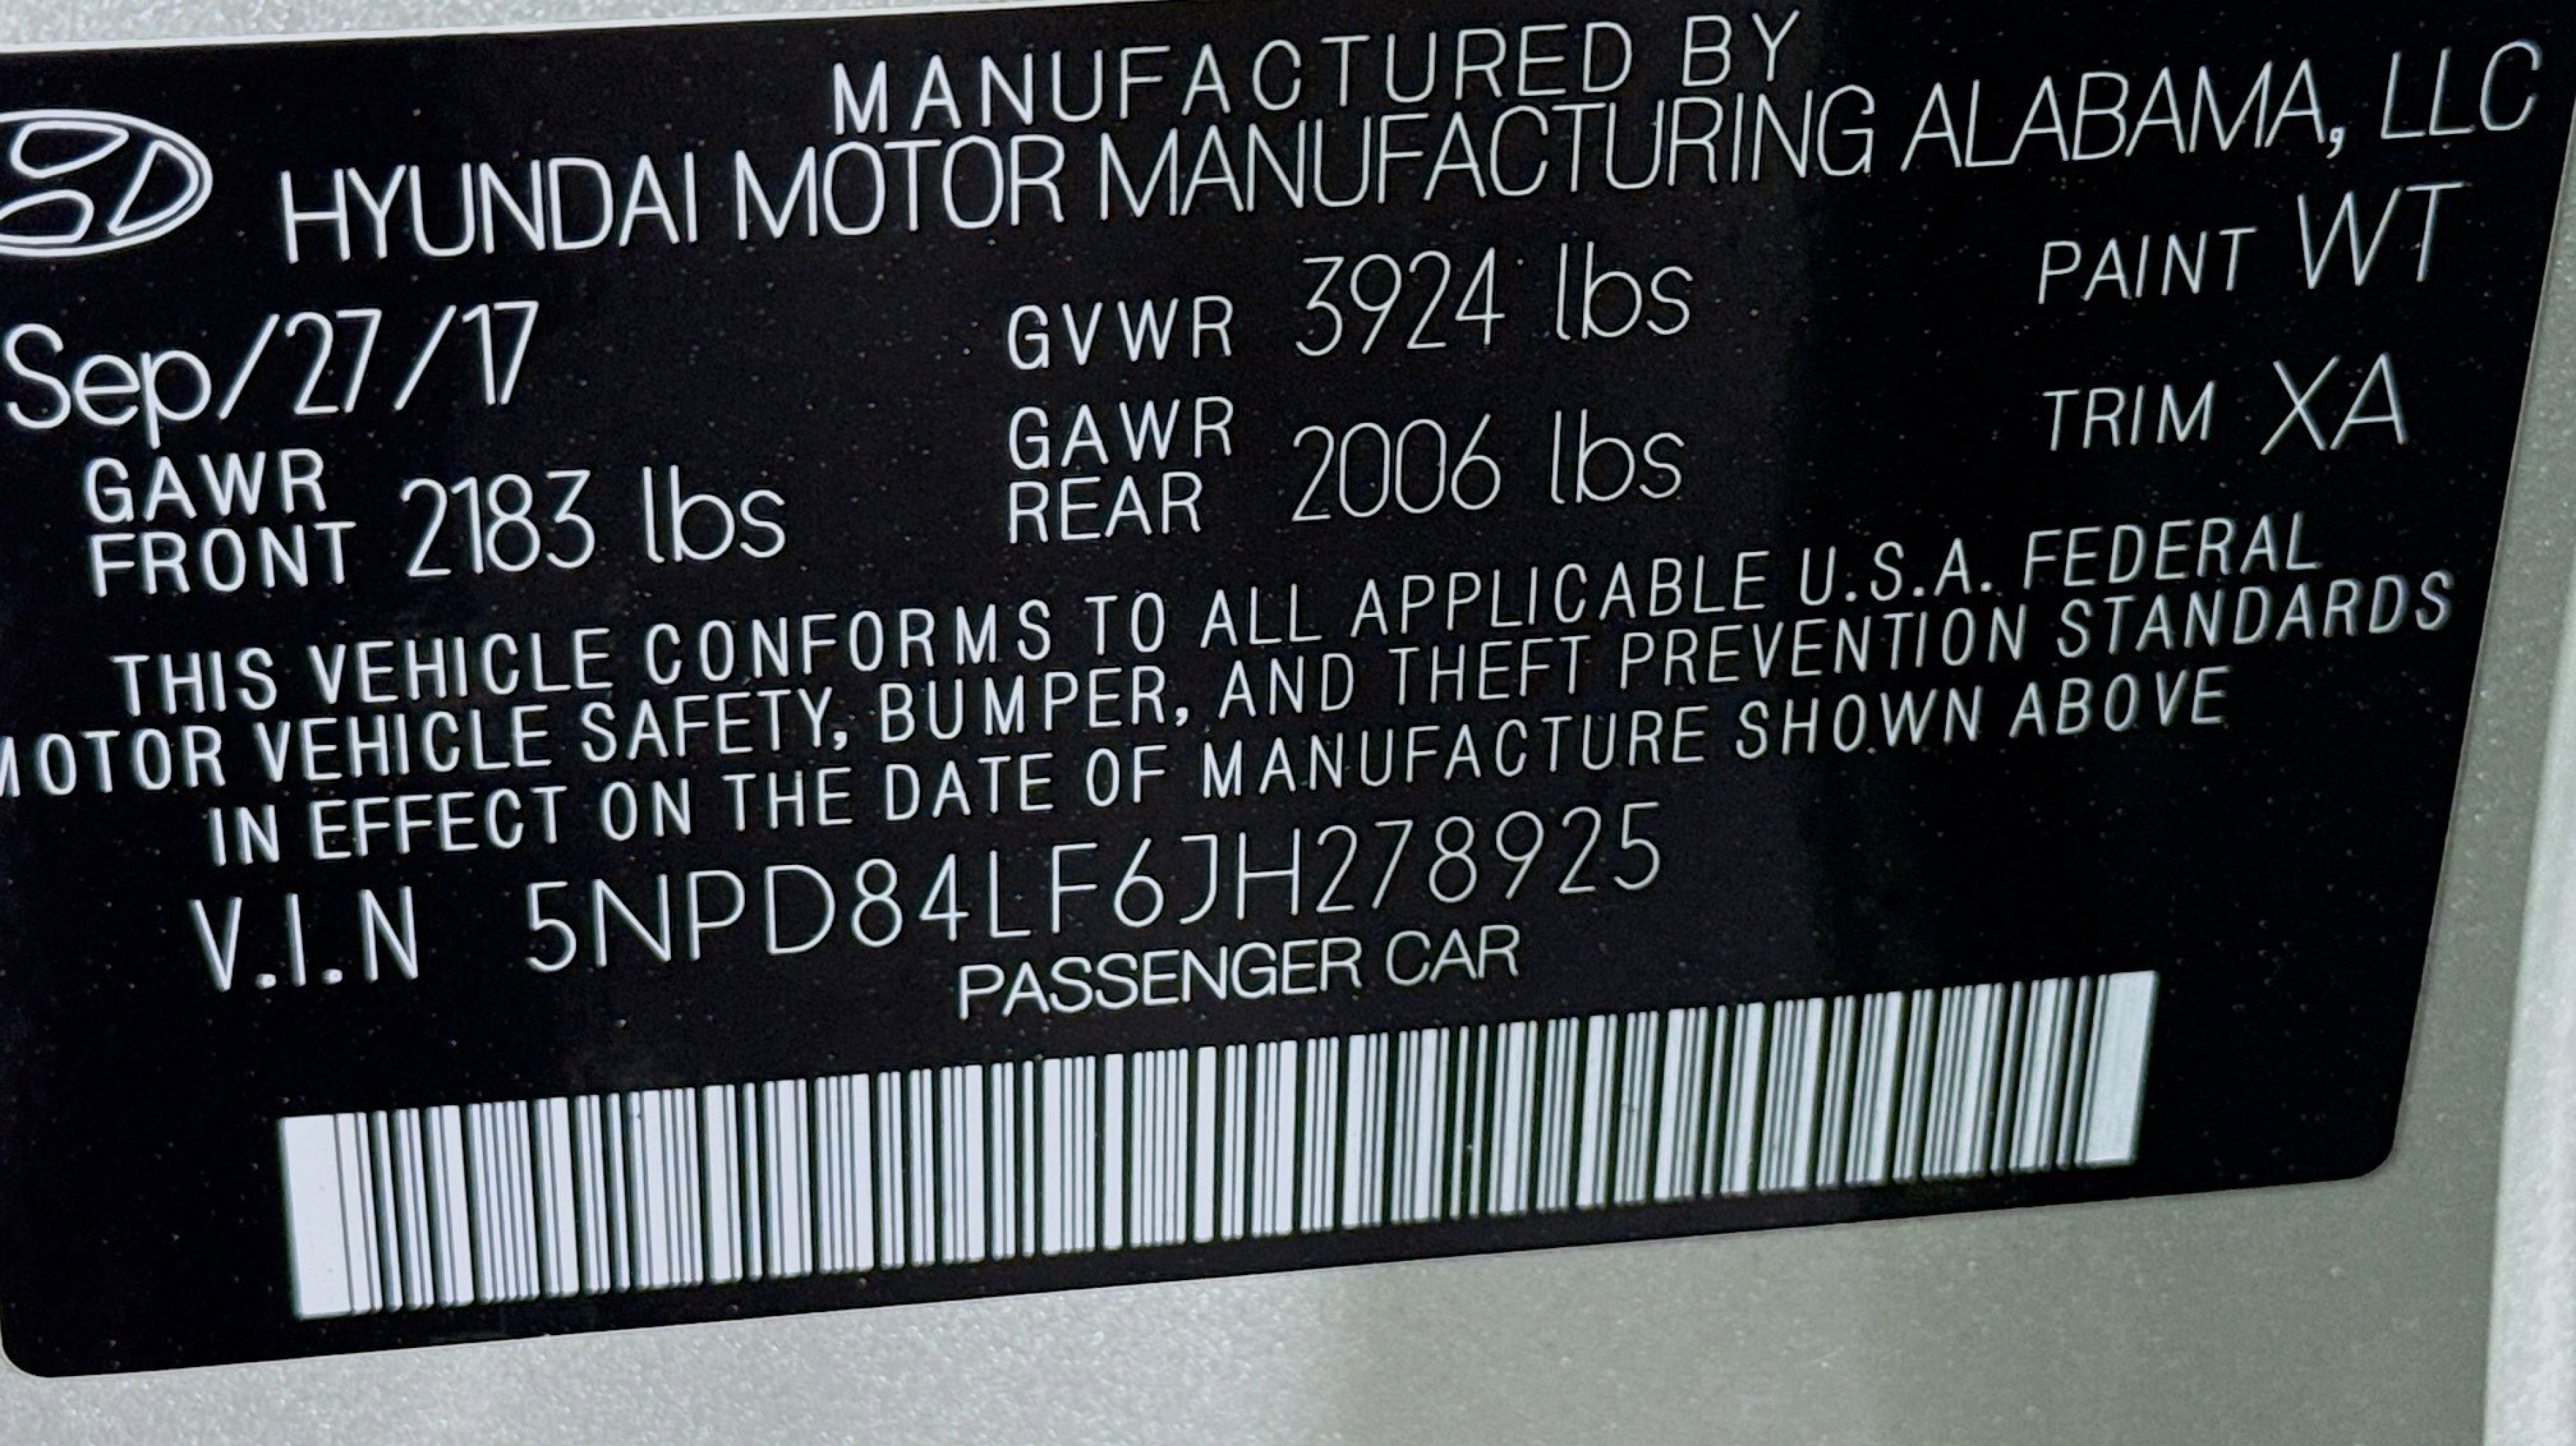 MANUFACTURED BY
HYUNDAI MOTOR MANUFACTURING ALABAMA, LLC
Sep/27/17 GVWR 3924 lbs PAINT WT
GAWR FRONT 2183 lbs GAWR REAR 2006 lbs TRIM XA
THIS VEHICLE CONFORMS TO ALL APPLICABLE U.S.A. FEDERAL
MOTOR VEHICLE SAFETY, BUMPER, AND THEFT PREVENTION STANDARDS
IN EFFECT ON THE DATE OF MANUFACTURE SHOWN ABOVE
V.I.N 5NPD84LF6JH278925
PASSENGER CAR